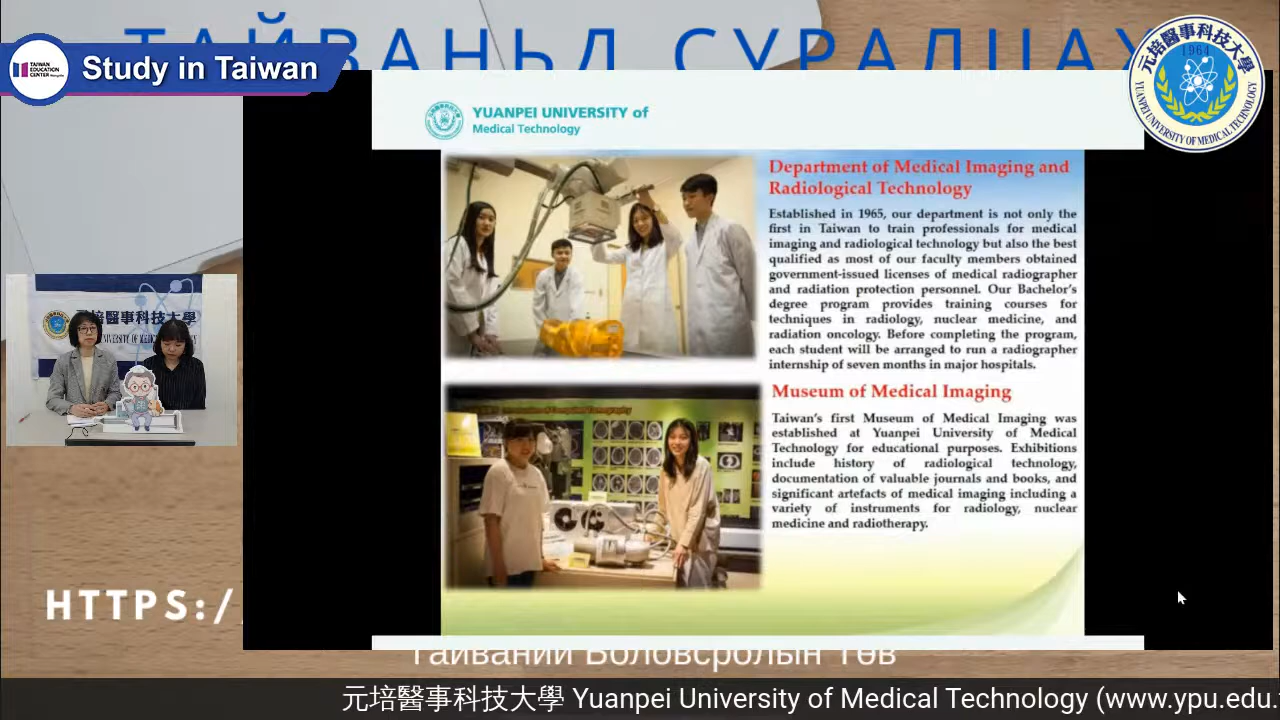 ТАЙВАНЬД СУРАЛЦАХ
TAIWAN
EDUCATION
CENTER
Study in Taiwan
元培醫事科技大學
1964
YUANPEI UNIVERSITY OF MEDICAL TECHNOLOGY
YUANPEI UNIVERSITY of
Medical Technology
Department of Medical Imaging and
Radiological Technology
Established in 1965, our department is not only the
first in Taiwan to train professionals for medical
imaging and radiological technology but also the best
qualified as most of our faculty members obtained
government-issued licenses of medical radiographer
and radiation protection personnel. Our Bachelor's
degree program provides training courses for
techniques in radiology, nuclear medicine, and
radiation oncology. Before completing the program,
each student will be arranged to run a radiographer
internship of seven months in major hospitals.
Museum of Medical Imaging
Taiwan's first Museum of Medical Imaging was
established at Yuanpei University of Medical
Technology for educational purposes. Exhibitions
include history of radiological technology,
documentation of valuable journals and books, and
significant artefacts of medical imaging including a
variety of instruments for radiology, nuclear
medicine and radiotherapy.
培醫事科技大學
HTTPS:/
Тайваний Боловсролын Төв
元培醫事科技大學 Yuanpei University of Medical Technology (www.ypu.edu.